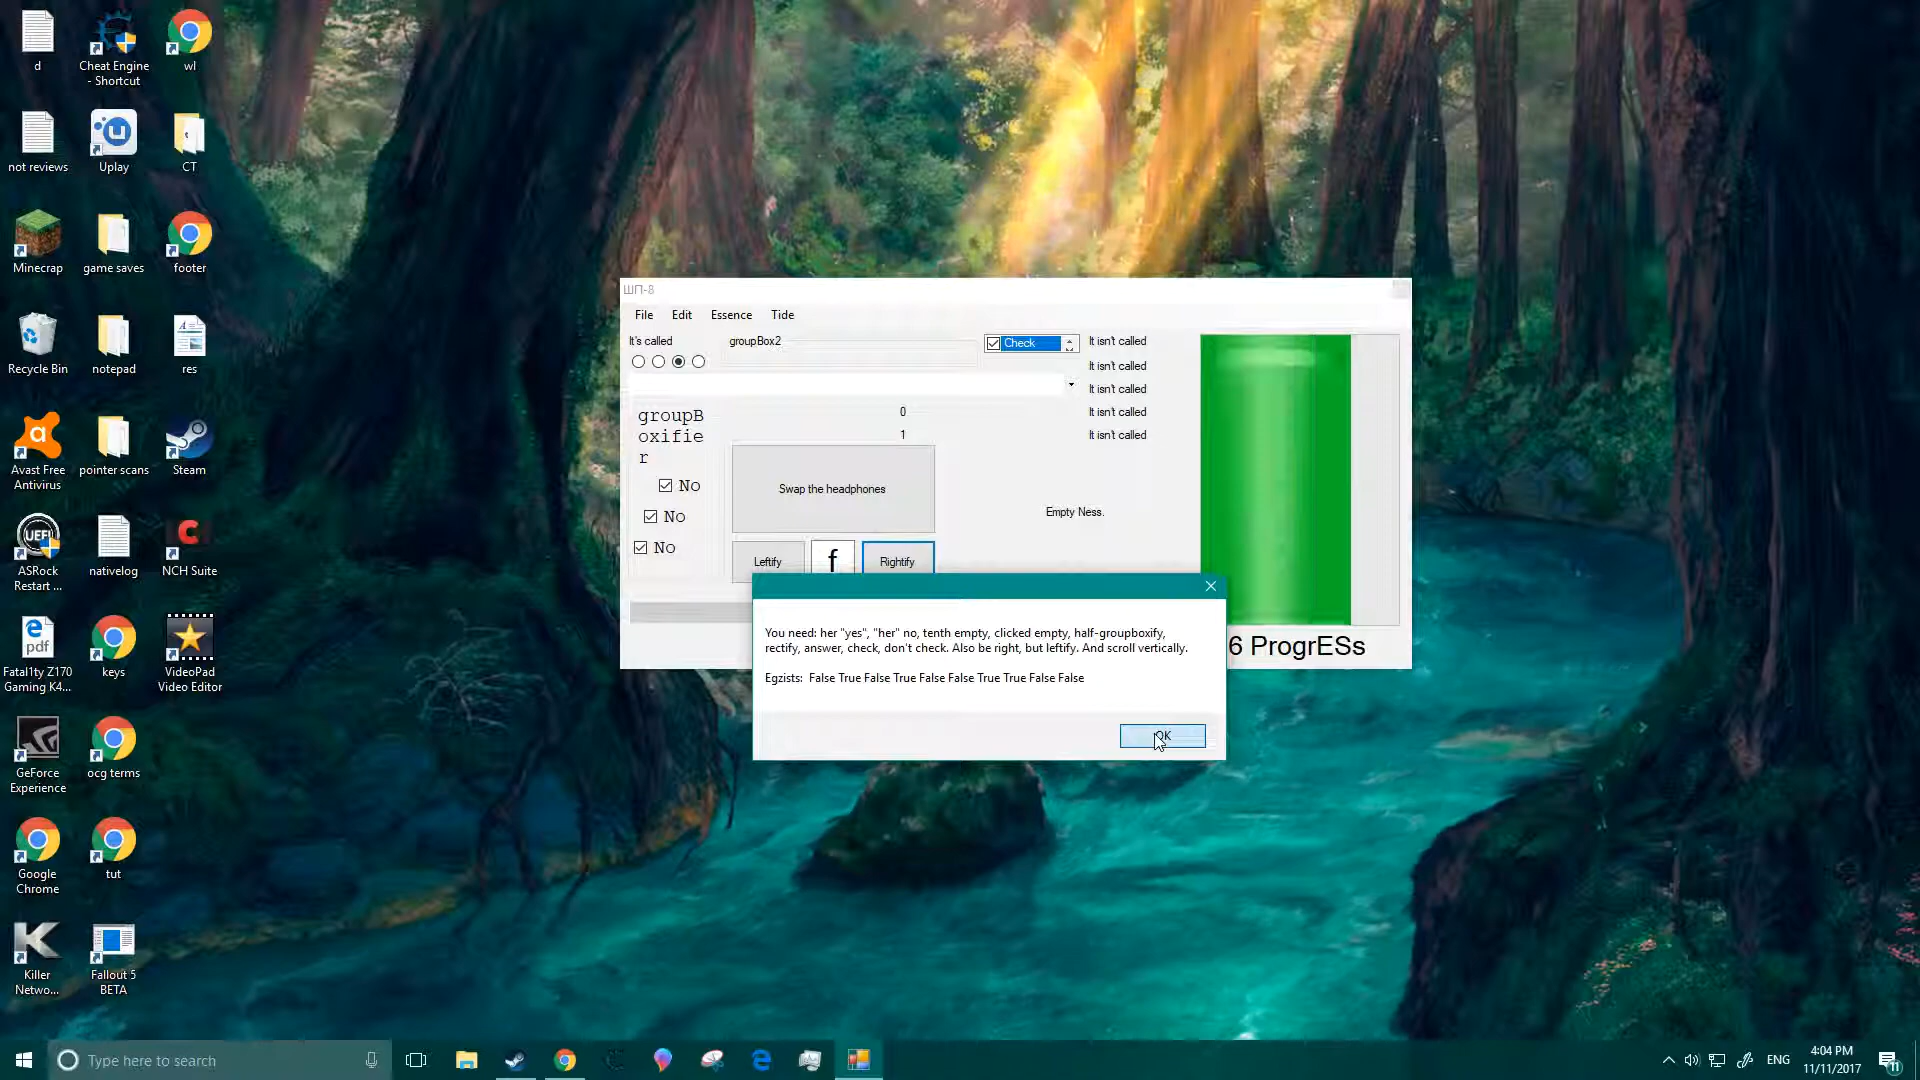 d
Cheat Engine
- Shortcut
wl
not reviews
Uplay
CT
Minecrap
game saves
footer
Recycle Bin
notepad
res
Avast Free
Antivirus
pointer scans
Steam
ASRock
Restart ...
nativelog
NCH Suite
Fatal1ty Z170
Gaming K4...
keys
VideoPad
Video Editor
GeForce
Experience
ocg terms
Google
Chrome
tut
Killer
Netwo...
Fallout 5
BETA
ШП-8
File Edit Essence Tide
It's called
groupBox2
Check
It isn't called
It isn't called
It isn't called
It isn't called
It isn't called
0
1
groupB
oxifie
r
No
No
No
Swap the headphones
Leftify
f
Rightify
Empty Ness.
6 ProgrESs
You need: her "yes", "her" no, tenth empty, clicked empty, half-groupboxify,
rectify, answer, check, don't check. Also be right, but leftify. And scroll vertically.
Egzists: False True False True False False True True False False
OK
Type here to search
ENG
4:04 PM
11/11/2017
11